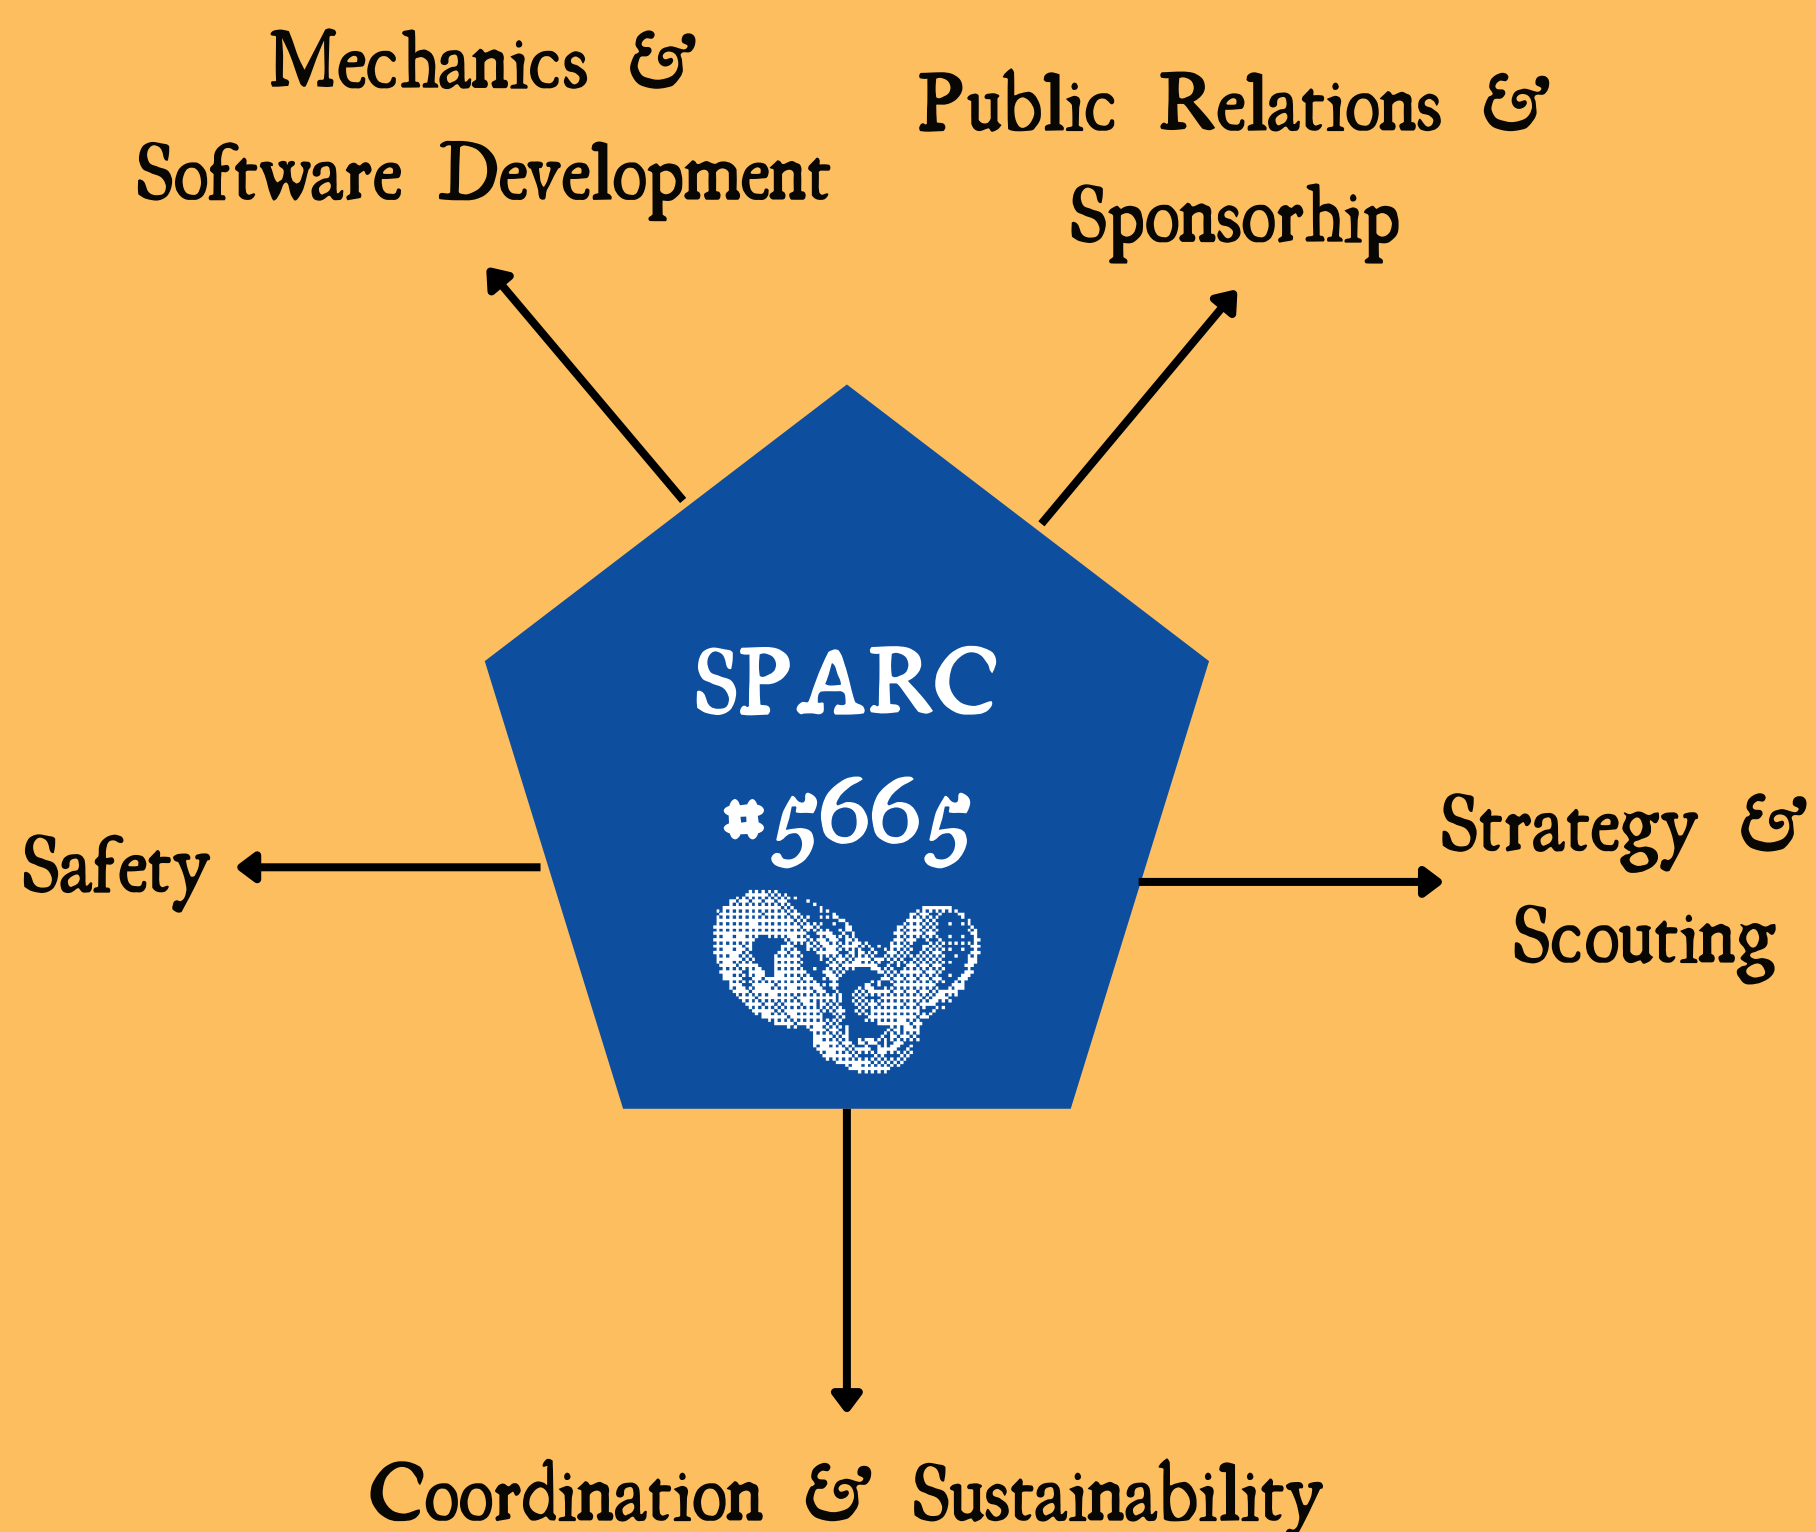 Mechanics &
Software Development
Public Relations &
Sponsorhip
SPARC
#5665
Safety
Strategy &
Scouting
Coordination & Sustainability